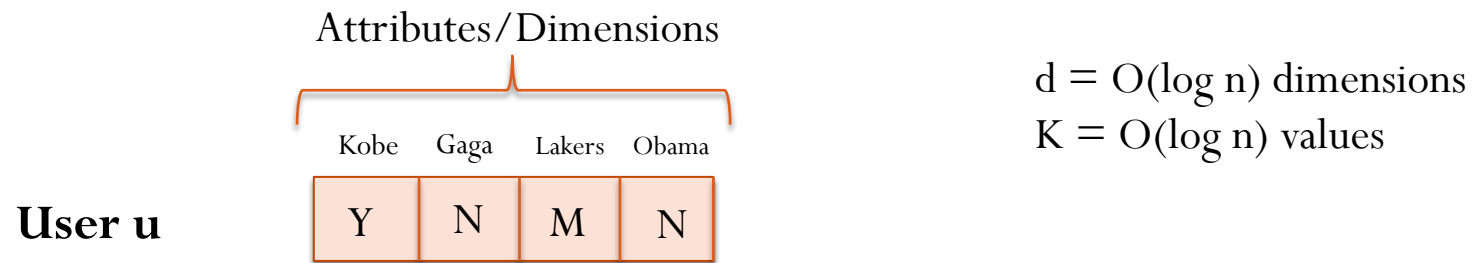 Attributes/Dimensions
d = O(log n) dimensions
K = O(log n) values
Kobe Gaga Lakers Obama
User u Y N M N